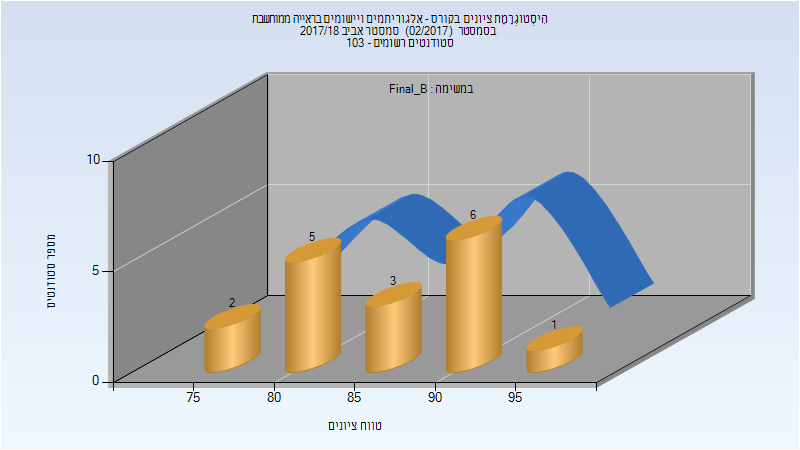 היסטוגרמת ציונים בקורס - אלגוריתמים ויישומים בראייה ממוחשבת
בסמסטר (02/2017) סמסטר אביב 2017/18
סטודנטים רשומים - 103
במשימה : Final_B
10
5
0
מספר סטודנטים
2
5
3
6
1
75
80
85
90
95
טווח ציונים